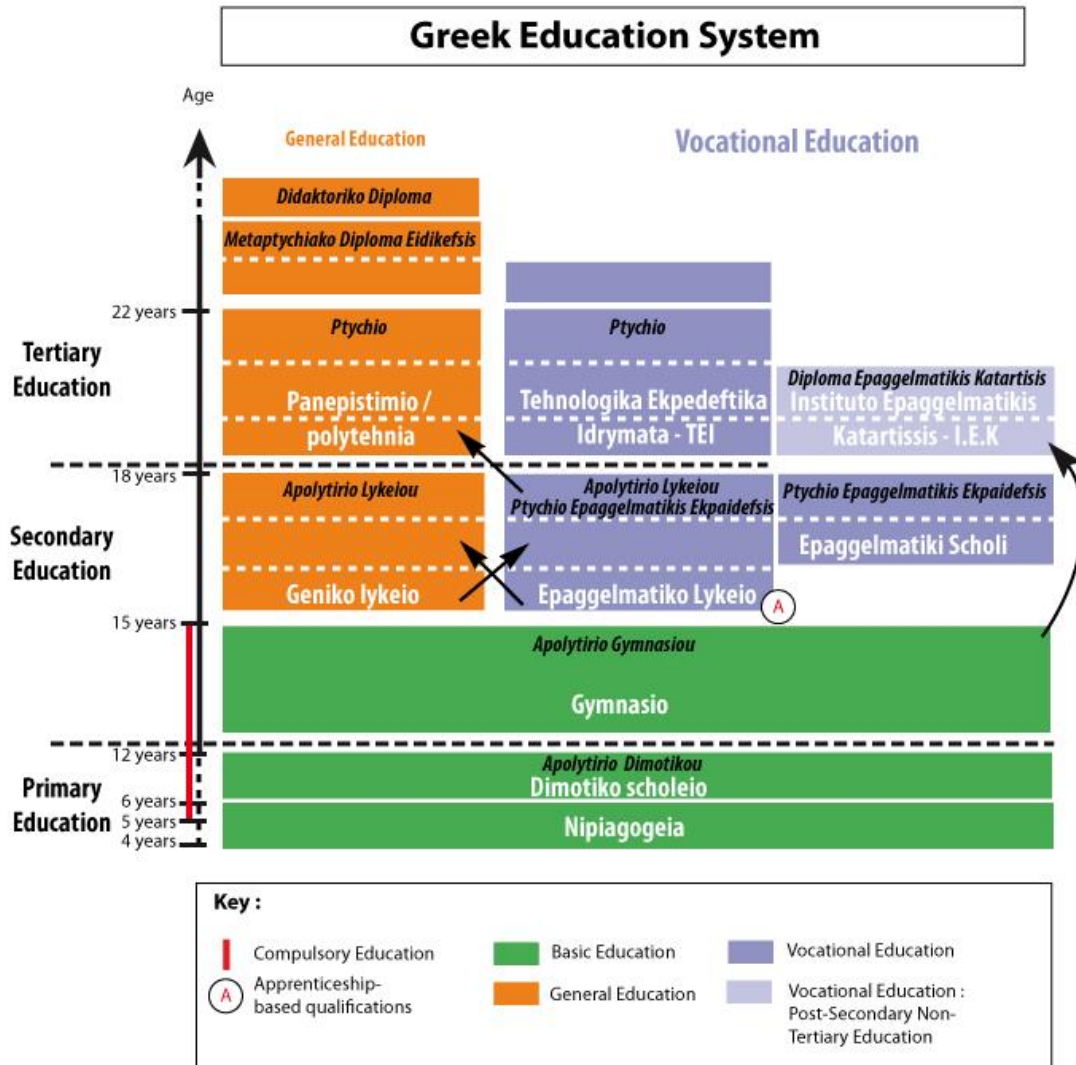 Greek Education System
Age
General Education
Vocational Education
Didaktoriko Diploma
Metaptychiako Diploma Eidikefsis
22 years
Tertiary
Education
Ptychio
Panepistimio /
polytehnia
Ptychio
Tehnologika Ekpedeftika
Idrymata - TEI
Diploma Epaggelmatikis Katartisis
Instituto Epaggelmatikis
Katartissis - I.E.K
18 years
Secondary
Education
Apolytirio Lykeiou
Geniko lykeio
Apolytirio Lykeiou
Ptychio Epaggelmatikis Ekpaidefsis
Epaggelmatiko Lykeio
A
Ptychio Epaggelmatikis Ekpaidefsis
Epaggelmatiki Scholi
15 years
Apolytirio Gymnasiou
Gymnasio
12 years
Primary
Education
6 years
5 years
4 years
Apolytirio Dimotikou
Dimotiko scholeio
Nipiagogeia
Key :
Compulsory Education
A
Apprenticeship-
based qualifications
Basic Education
General Education
Vocational Education
Vocational Education :
Post-Secondary Non-
Tertiary Education